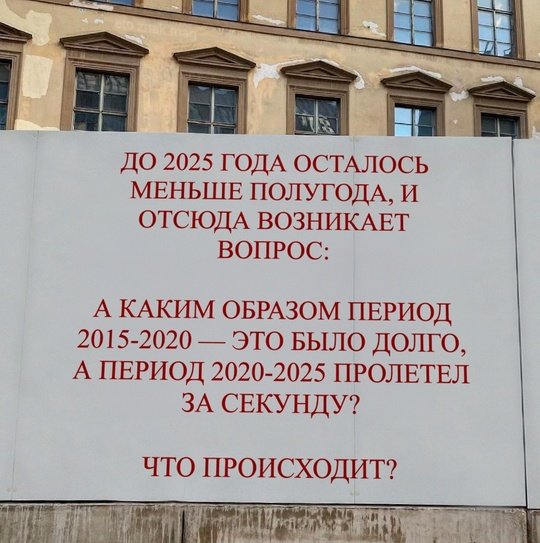 ДО 2025 ГОДА ОСТАЛОСЬ
МЕНЬШЕ ПОЛУГОДА, И
ОТСЮДА ВОЗНИКАЕТ
ВОПРОС:
А КАКИМ ОБРАЗОМ ПЕРИОД
2015-2020 — ЭТО БЫЛО ДОЛГО,
А ПЕРИОД 2020-2025 ПРОЛЕТЕЛ
ЗА СЕКУНДУ?
ЧТО ПРОИСХОДИТ?